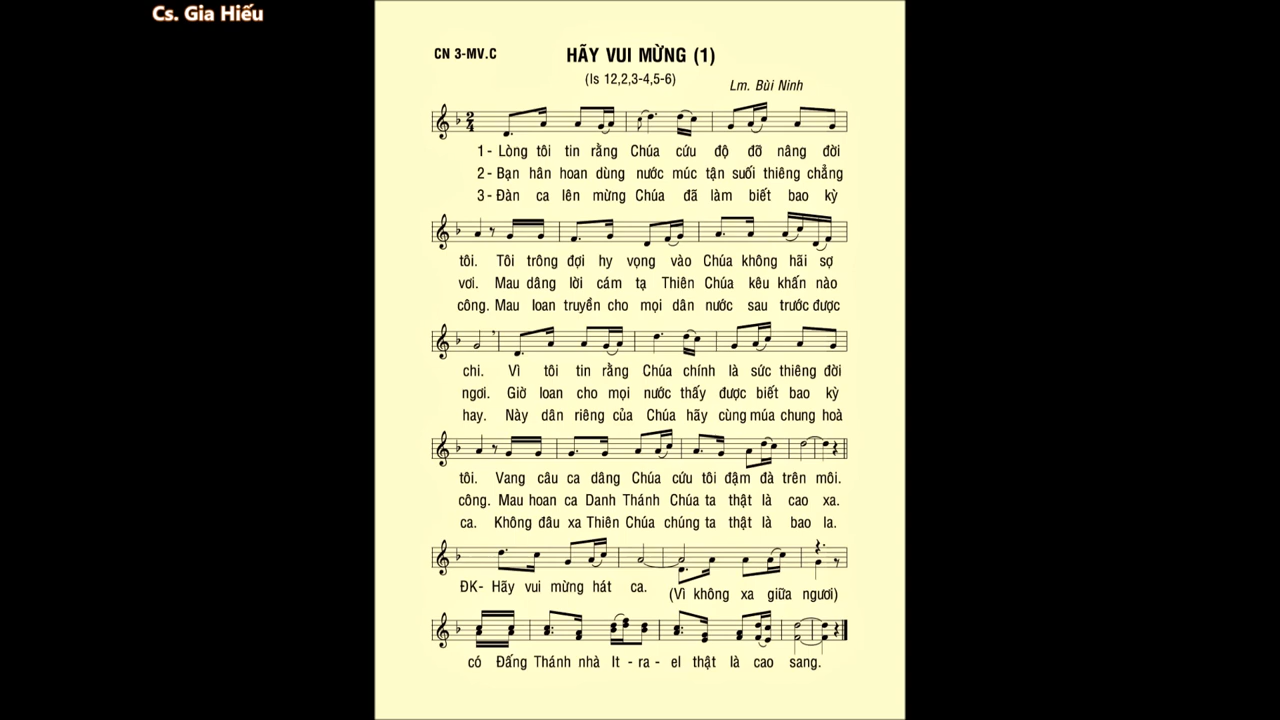 Cs. Gia Hiếu
CN 3-MV.C
HÃY VUI MỪNG (1)
(Is 12,2,3-4,5-6)
Lm. Bùi Ninh
1- Lòng tôi tin rằng Chúa cứu độ đỡ nâng đời
2- Bạn hân hoan dùng nước múc tận suối thiêng chẳng
3- Đàn ca lên mừng Chúa đã làm biết bao kỳ
tôi. Tôi trông đợi hy vọng vào Chúa không hãi sợ
vơi. Mau dâng lời cám tạ Thiên Chúa kêu khấn nào
công. Mau loan truyền cho mọi dân nước sau trước được
chi. Vì tôi tin rằng Chúa chính là sức thiêng đời
ngơi. Giờ loan cho mọi nước thấy được biết bao kỳ
hay. Này dân riêng của Chúa hãy cùng múa chung hoà
tôi. Vang câu ca dâng Chúa cứu tôi đậm đà trên môi.
công. Mau hoan ca Danh Thánh Chúa ta thật là cao xa.
ca. Không đâu xa Thiên Chúa chúng ta thật là bao la.
ĐK- Hãy vui mừng hát ca. (Vì không xa giữa ngươi)
có Đấng Thánh nhà It - ra - el thật là cao sang.